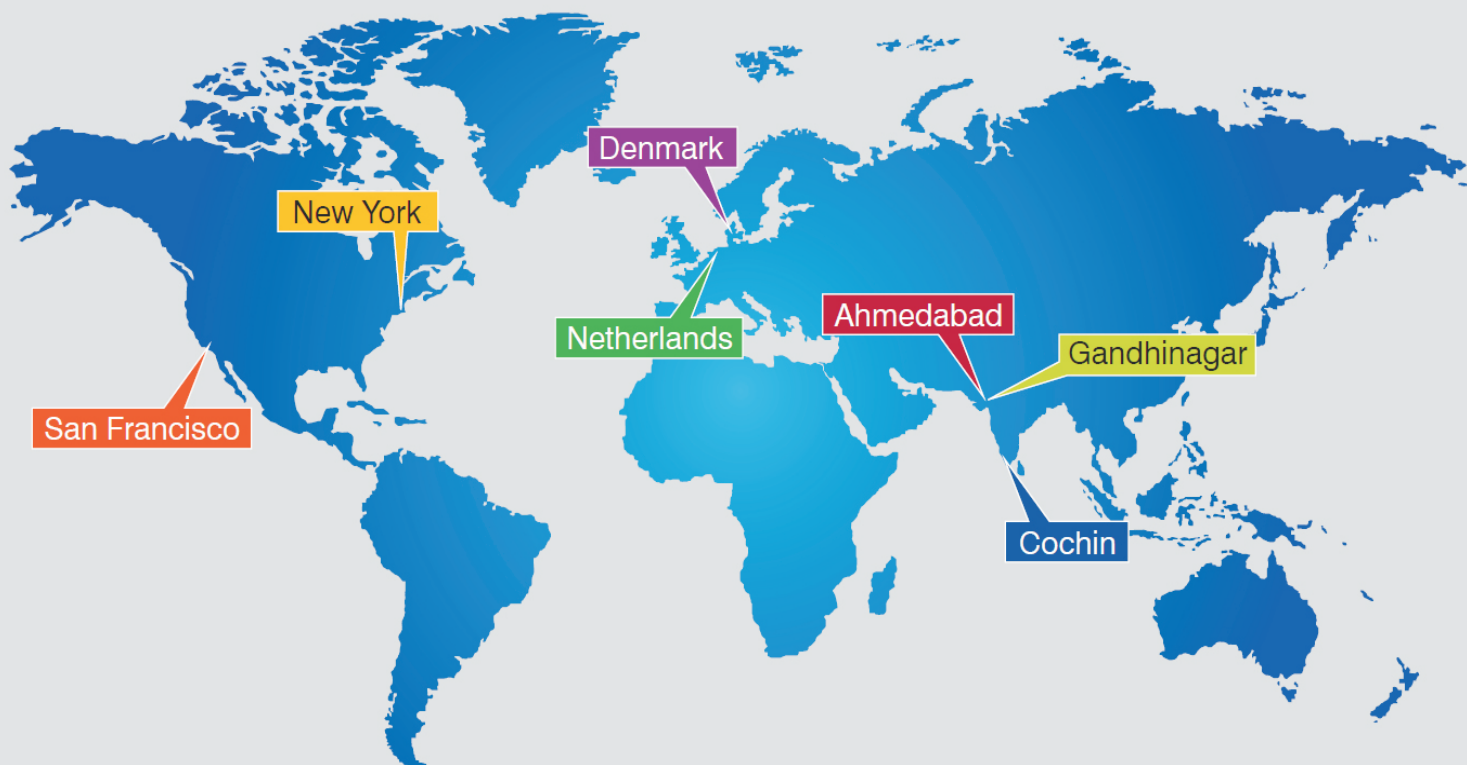 Denmark
New York
Netherlands
Ahmedabad
Gandhinagar
San Francisco
Cochin